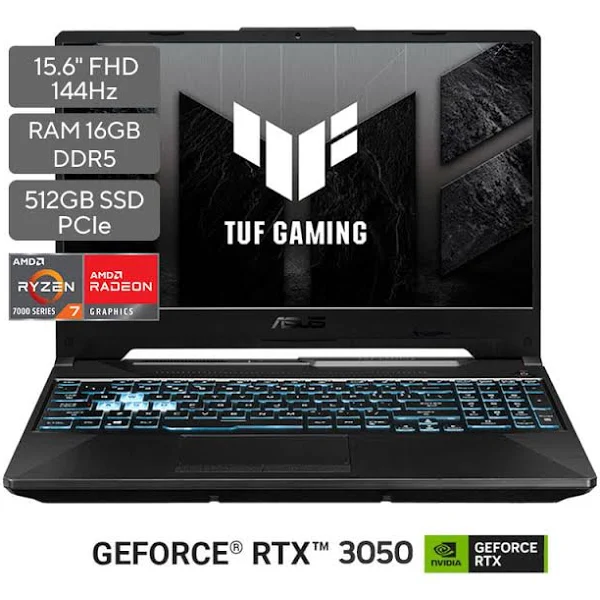 15.6" FHD
144Hz
RAM 16GB
DDR5
512GB SSD
PCIe
AMD
RYZEN
7000 SERIES 7
AMD
RADEON
GRAPHICS
TUF GAMING
ASUS
GEFORCE® RTX™ 3050
NVIDIA
GEFORCE
RTX